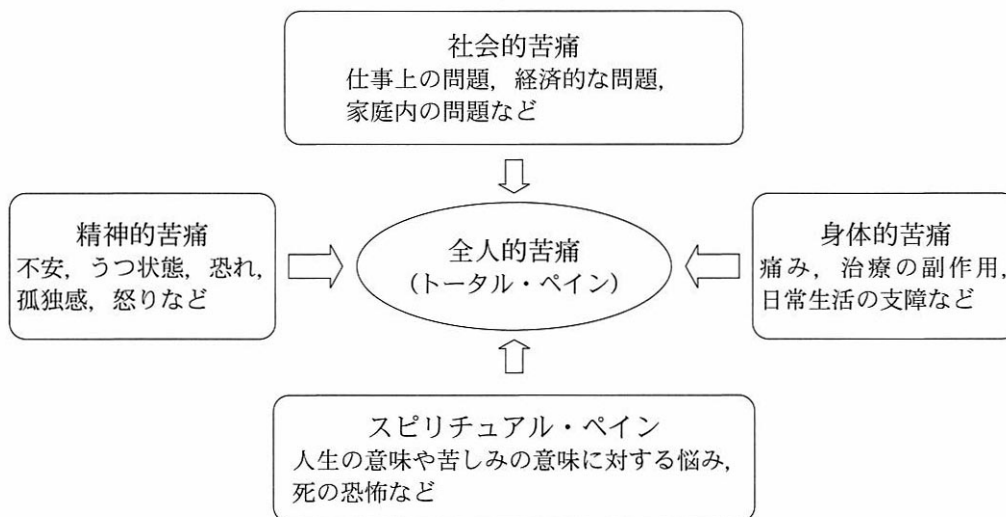 社会的苦痛
仕事上の問題，経済的な問題，
家庭内の問題など
精神的苦痛
不安，うつ状態，恐れ，
孤独感，怒りなど
全人的苦痛
（トータル・ペイン）
身体的苦痛
痛み，治療の副作用，
日常生活の支障など
スピリチュアル・ペイン
人生の意味や苦しみの意味に対する悩み，
死の恐怖など